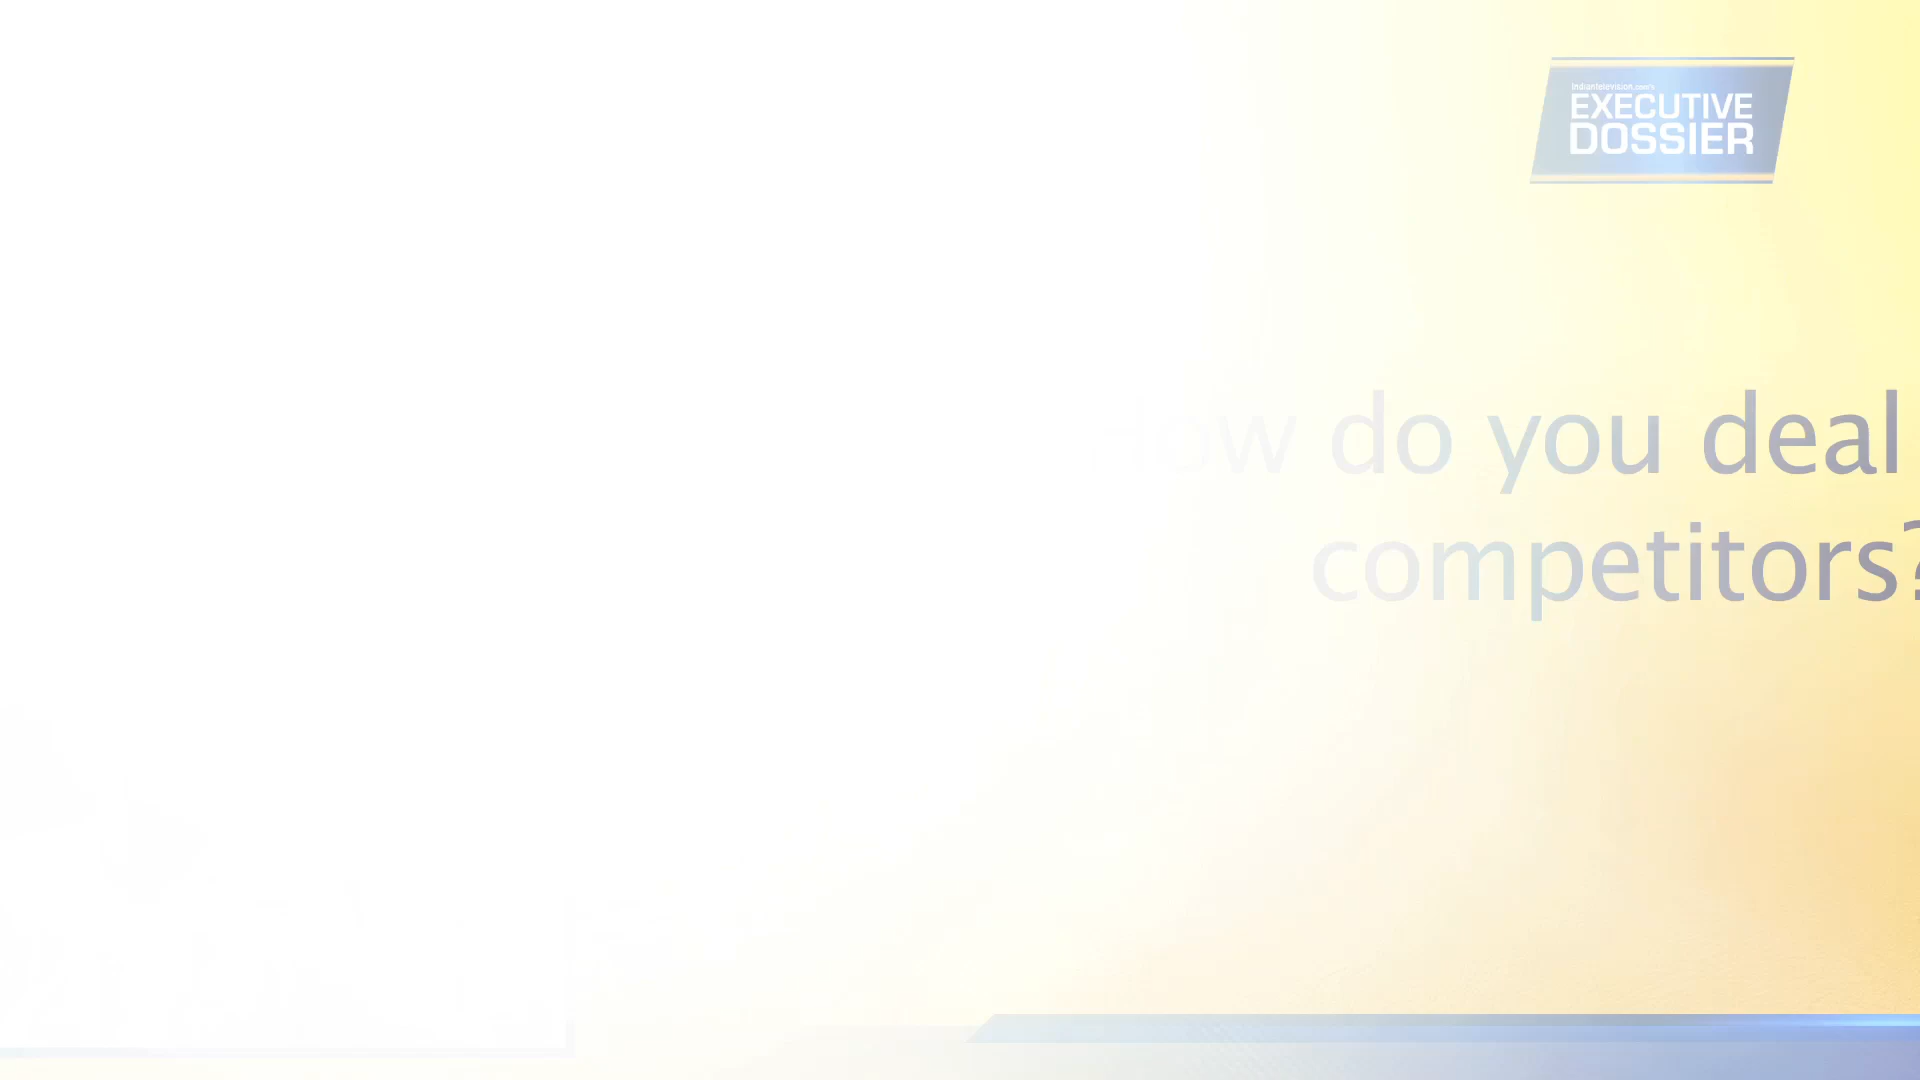 indiantelevision.com's
EXECUTIVE
DOSSIER
How do you deal
competitors?